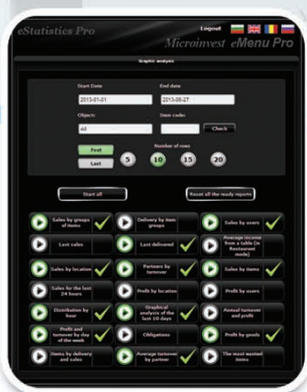 eStatistics Pro
Logout
Microinvest eMenu Pro
Graphic analysis
Start Date
End date
2013-01-01
2013-08-27
Objects:
Item code:
All
Check
Number of rows
First
Last
5
10
15
20
Start all
Reset all the ready reports
Sales by groups
of items
Delivery by item
groups
Sales by users
Last sales
Last delivered
Average income
from a table (in
Restaurant
mode)
Sales by location
Partners by
turnover
Sales by items
Sales for the last
24 hours
Profit by location
Profit by users
Distribution by
hour
Graphical
analysis of the
last 10 days
Annual turnover
and profit
Profit and
turnover by day
of the week
Obligations
Profit by goods
Items by delivery
and sales
Average turnover
by partner
The most wanted
items